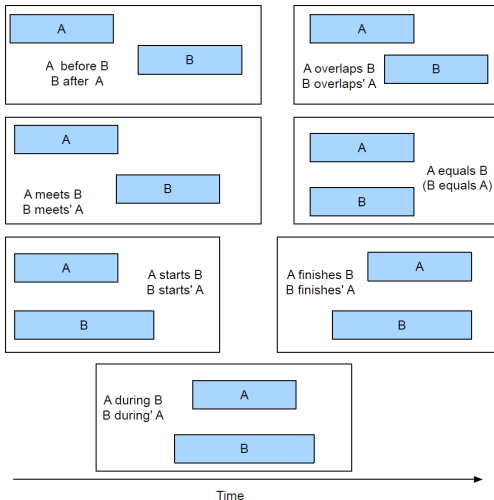 A
A before B
B after A
B
A
A overlaps B
B overlaps' A
B
A
A meets B
B meets' A
B
A
A equals B
(B equals A)
B
A
A starts B
B starts' A
B
A
A finishes B
B finishes' A
B
A during B
B during' A
A
B
Time